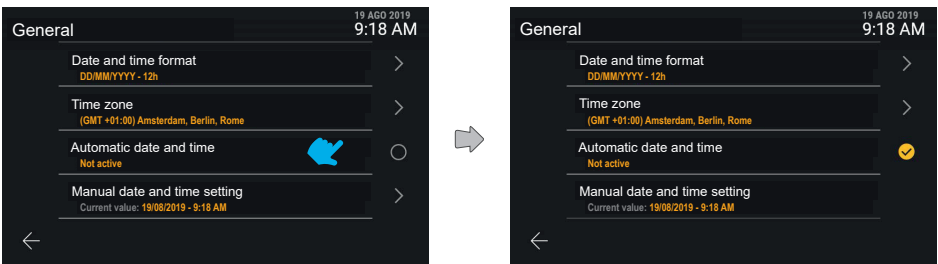 19 AGO 2019
General 9:18 AM
Date and time format
DD/MM/YYYY - 12h
Time zone
(GMT +01:00) Amsterdam, Berlin, Rome
Automatic date and time
Not active
Manual date and time setting
Current value: 19/08/2019 - 9:18 AM
19 AGO 2019
General 9:18 AM
Date and time format
DD/MM/YYYY - 12h
Time zone
(GMT +01:00) Amsterdam, Berlin, Rome
Automatic date and time
Not active
Manual date and time setting
Current value: 19/08/2019 - 9:18 AM